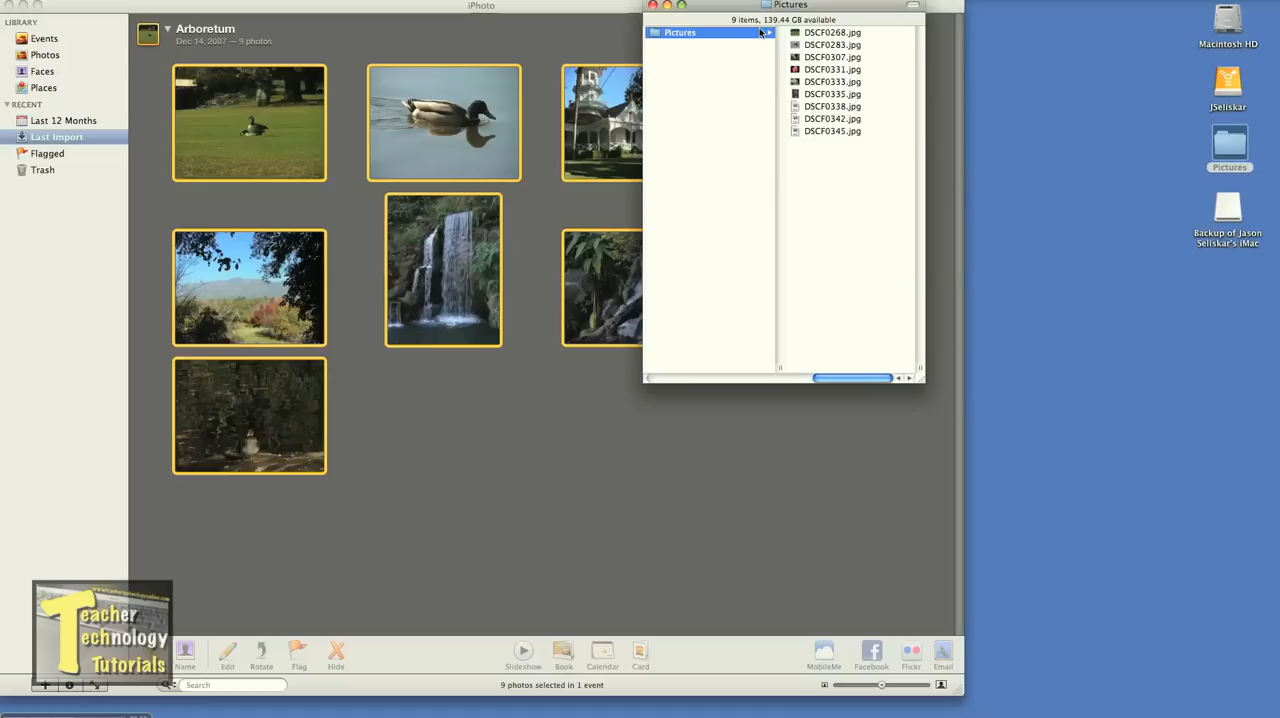 iPhoto
Pictures
9 items, 139.44 GB available
LIBRARY
Events
Photos
Faces
Places
RECENT
Last 12 Months
Last Import
Flagged
Trash
Arboretum
Dec 14, 2007 — 9 photos
Pictures
DSCF0268.jpg
DSCF0283.jpg
DSCF0307.jpg
DSCF0331.jpg
DSCF0333.jpg
DSCF0335.jpg
DSCF0338.jpg
DSCF0342.jpg
DSCF0345.jpg
Macintosh HD
JSeliskar
Pictures
Backup of Jason
Seliskar's iMac
Teacher
Technology
Tutorials
Name
Edit
Rotate
Flag
Hide
Slideshow
Book
Calendar
Card
MobileMe
Facebook
Flickr
Email
Search
9 photos selected in 1 event